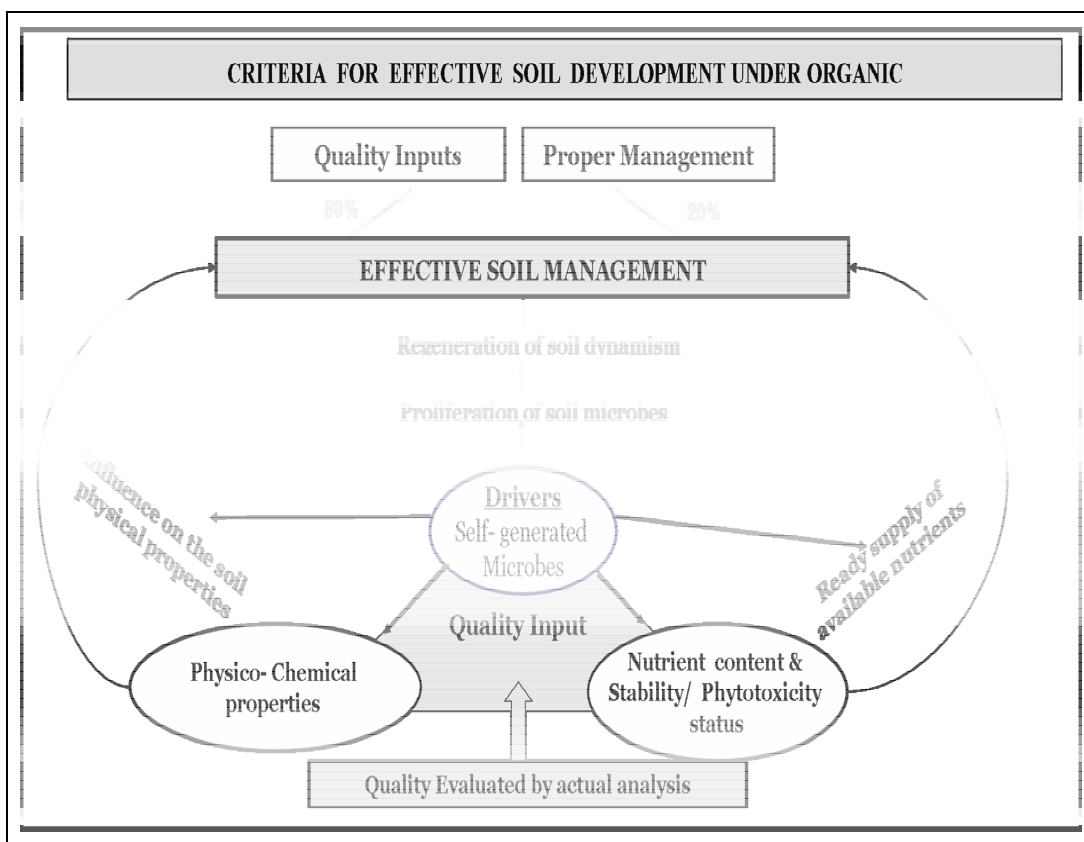 CRITERIA FOR EFFECTIVE SOIL DEVELOPMENT UNDER ORGANIC
Quality Inputs
Proper Management
80%
20%
EFFECTIVE SOIL MANAGEMENT
Regeneration of soil dynamism
Proliferation of soil microbes
Influence on the soil
physical properties
Drivers
Self- generated
Microbes
Ready supply of
available nutrients
Quality Input
Physico- Chemical
properties
Nutrient content &
Stability/ Phytotoxicity
status
Quality Evaluated by actual analysis